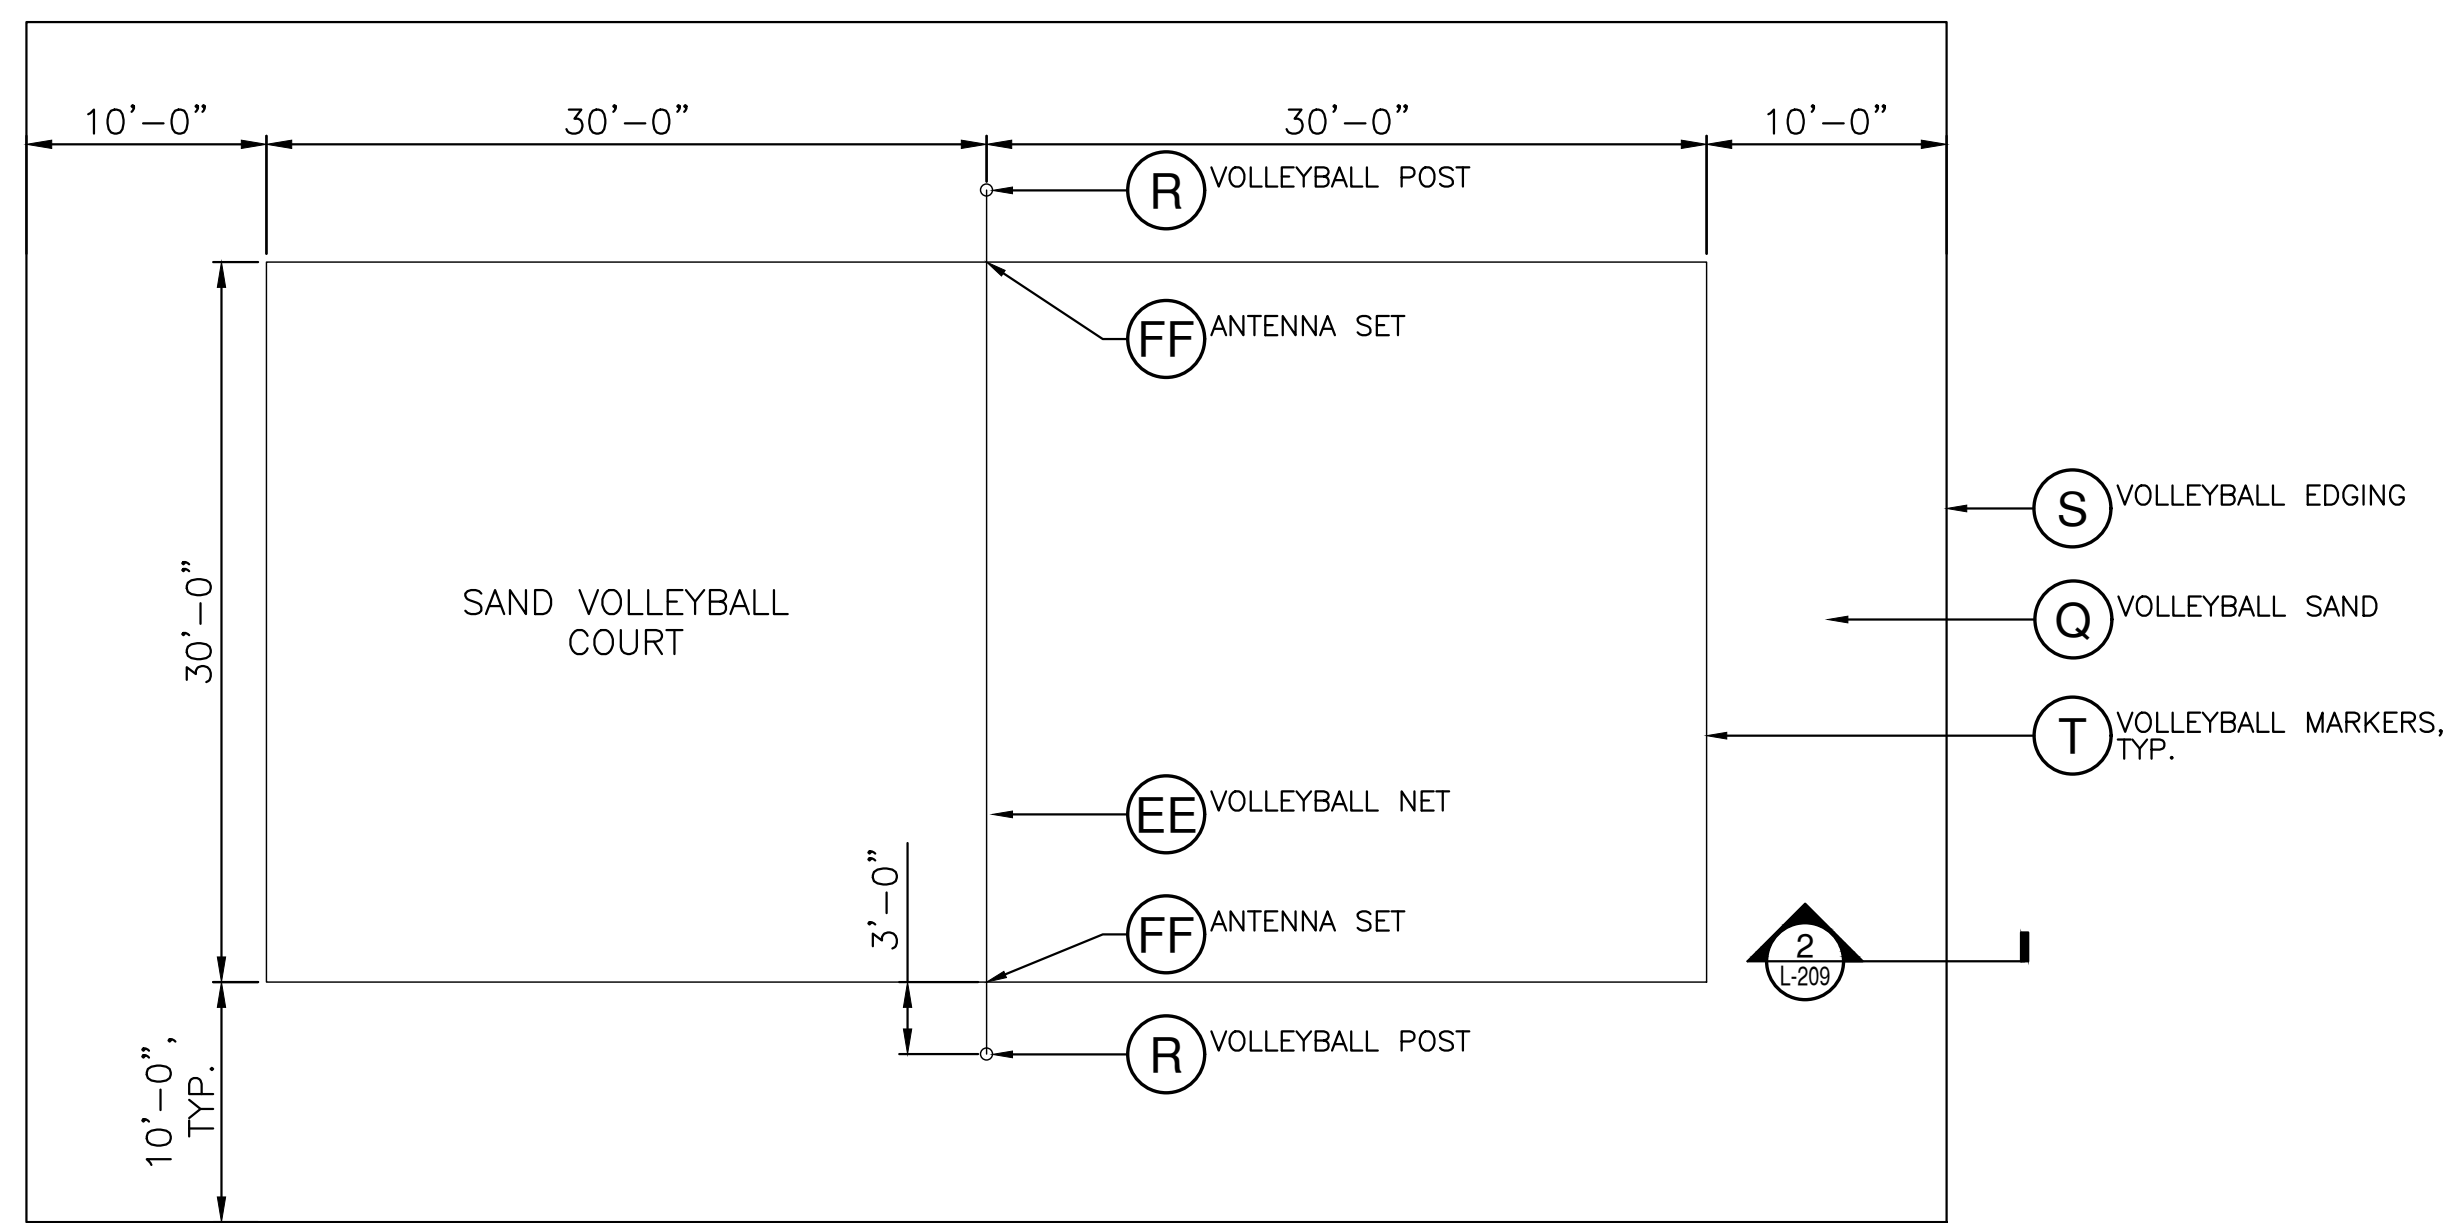 10'-0" 30'-0" 30'-0" 10'-0"
R VOLLEYBALL POST
FF ANTENNA SET
S VOLLEYBALL EDGING
30'-0"
SAND VOLLEYBALL
COURT
Q VOLLEYBALL SAND
T VOLLEYBALL MARKERS,
TYP.
EE VOLLEYBALL NET
3'-0"
FF ANTENNA SET
2
L-209
R VOLLEYBALL POST
10'-0",
TYP.